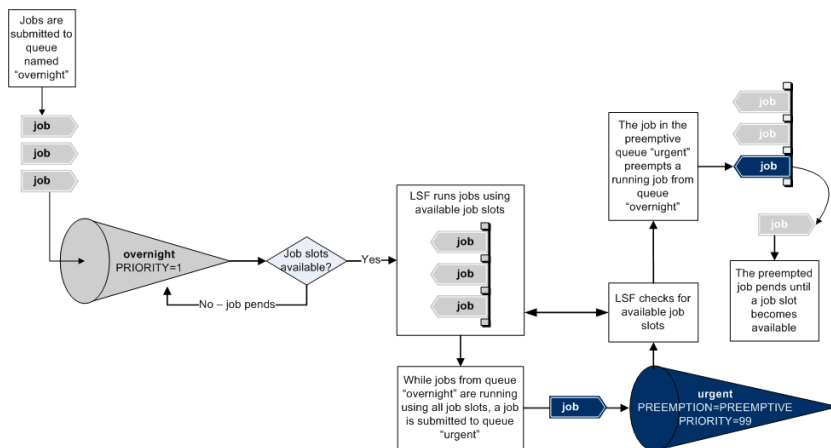 Jobs are
submitted to
queue
named
“overnight”
job
job
job
overnight
PRIORITY=1
Job slots
available?
Yes
No – job pends
LSF runs jobs using
available job slots
job
job
job
While jobs from queue
“overnight” are running
using all job slots, a job
is submitted to queue
“urgent”
job
urgent
PREEMPTION=PREEMPTIVE
PRIORITY=99
LSF checks for
available job
slots
The job in the
preemptive
queue “urgent”
preempts a
running job from
queue
“overnight”
job
job
job
job
The preempted
job pends until
a job slot
becomes
available